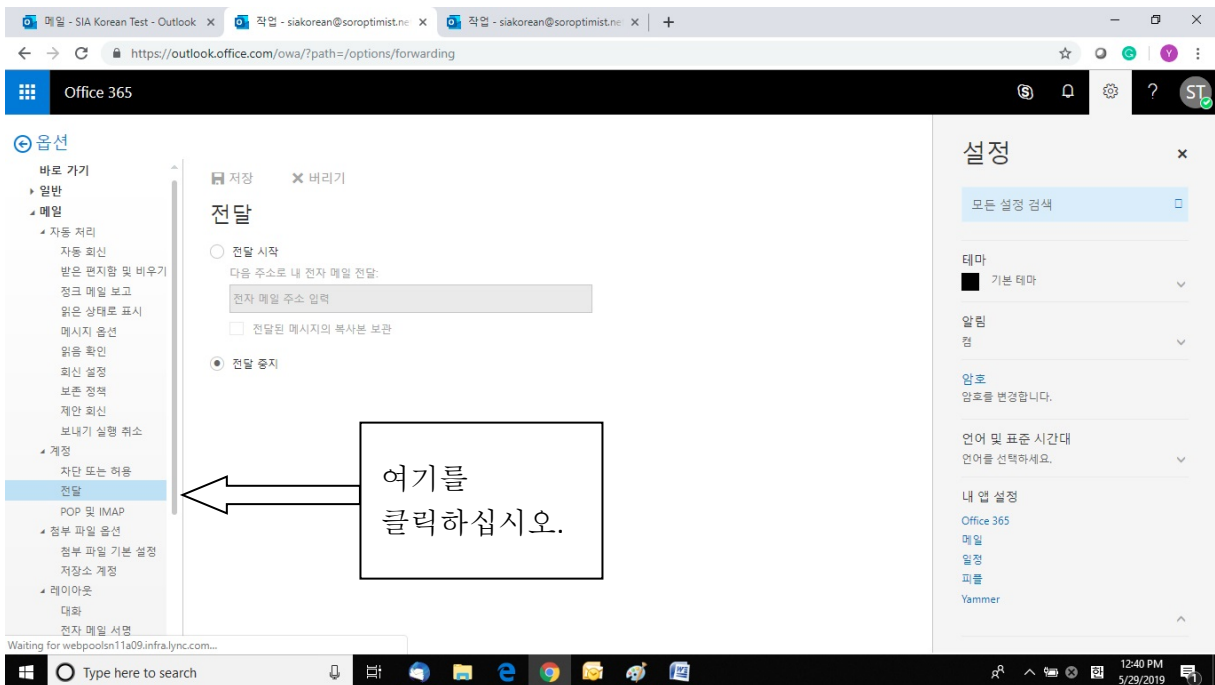 메일 - SIA Korean Test - Outlook
작업 - siakorean@soroptimist.ne
작업 - siakorean@soroptimist.ne
https://outlook.office.com/owa/?path=/options/forwarding
Y
Office 365
ST
옵션
바로 가기
일반
메일
자동 처리
자동 회신
받은 편지함 및 비우기
정크 메일 보고
읽은 상태로 표시
메시지 옵션
읽음 확인
회신 설정
보존 정책
제안 회신
보내기 실행 취소
계정
차단 또는 허용
전달
POP 및 IMAP
첨부 파일 옵션
첨부 파일 기본 설정
저장소 계정
레이아웃
대화
전자 메일 서명
저장
버리기
전달
전달 시작
다음 주소로 내 전자 메일 전달:
전자 메일 주소 입력
전달된 메시지의 복사본 보관
전달 중지
여기를
클릭하십시오.
설정
모든 설정 검색
테마
기본 테마
알림
켬
암호
암호를 변경합니다.
언어 및 표준 시간대
언어를 선택하세요.
내 앱 설정
Office 365
메일
일정
피플
Yammer
Waiting for webpoolsn11a09.infra.lync.com...
Type here to search
12:40 PM
5/29/2019